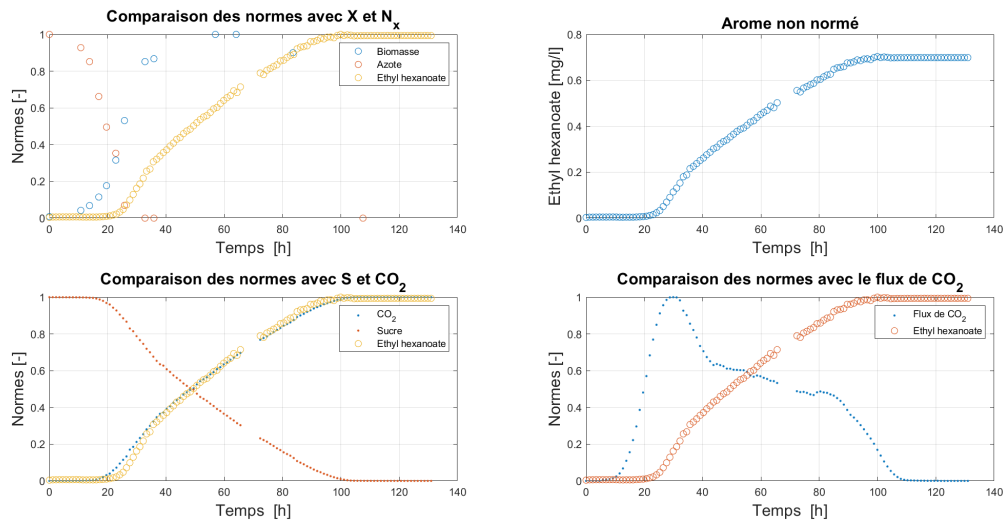 Comparaison des normes avec X et Nx
Normes [-]
1
0.8
0.6
0.4
0.2
0
0 20 40 60 80 100 120 140
Temps [h]
Biomasse
Azote
Ethyl hexanoate
Arome non normé
Ethyl hexanoate [mg/l]
0.8
0.6
0.4
0.2
0
0 20 40 60 80 100 120 140
Temps [h]
Comparaison des normes avec S et CO2
Normes [-]
1
0.8
0.6
0.4
0.2
0
0 20 40 60 80 100 120 140
Temps [h]
CO2
Sucre
Ethyl hexanoate
Comparaison des normes avec le flux de CO2
Normes [-]
1
0.8
0.6
0.4
0.2
0
0 20 40 60 80 100 120 140
Temps [h]
Flux de CO2
Ethyl hexanoate